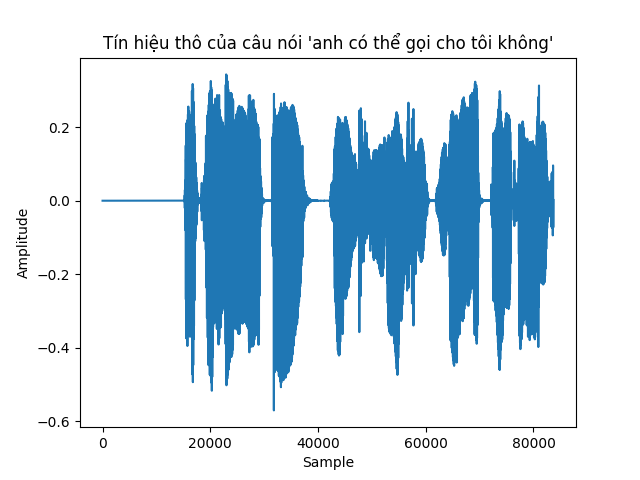 Tín hiệu thô của câu nói 'anh có thể gọi cho tôi không'
0.2
0.0
−0.2
−0.4
−0.6
Amplitude
0 20000 40000 60000 80000
Sample